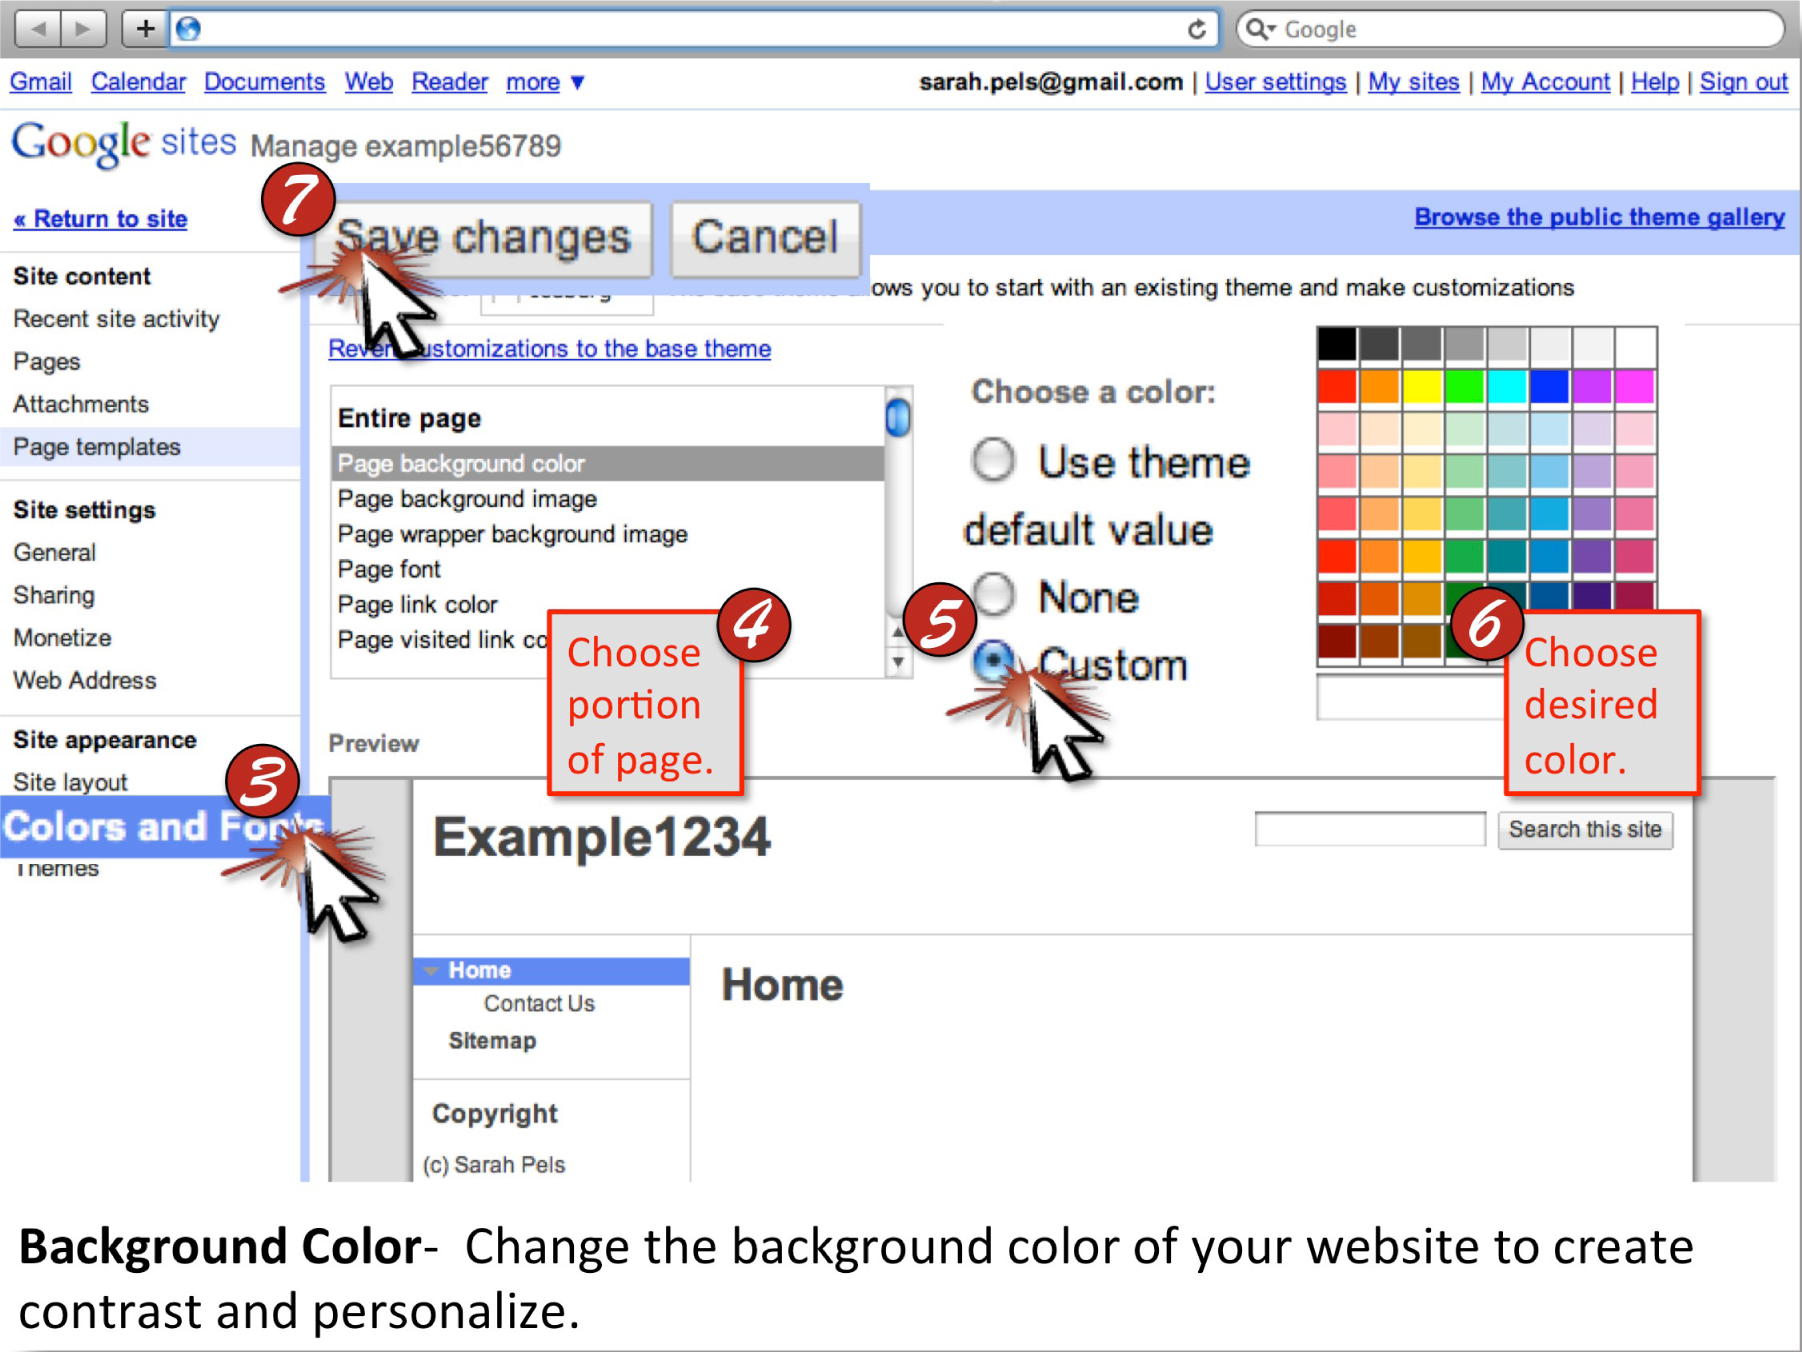 Google
Gmail Calendar Documents Web Reader more ▼
sarah.pels@gmail.com | User settings | My sites | My Account | Help | Sign out
Google sites Manage example56789
7
Save changes Cancel
Browse the public theme gallery
« Return to site
Site content
Recent site activity
Pages
Attachments
Page templates
Site settings
General
Sharing
Monetize
Web Address
Site appearance
Site layout
3
Colors and Fonts
Themes
you to start with an existing theme and make customizations
Revert customizations to the base theme
Entire page
Page background color
Page background image
Page wrapper background image
Page font
Page link color
Page visited link co
4
Choose
portion
of page.
Choose a color:
Use theme
default value
None
5
Custom
6
Choose
desired
color.
Preview
Example1234
Search this site
Home
Contact Us
Sitemap
Copyright
(c) Sarah Pels
Home
Background Color- Change the background color of your website to create
contrast and personalize.